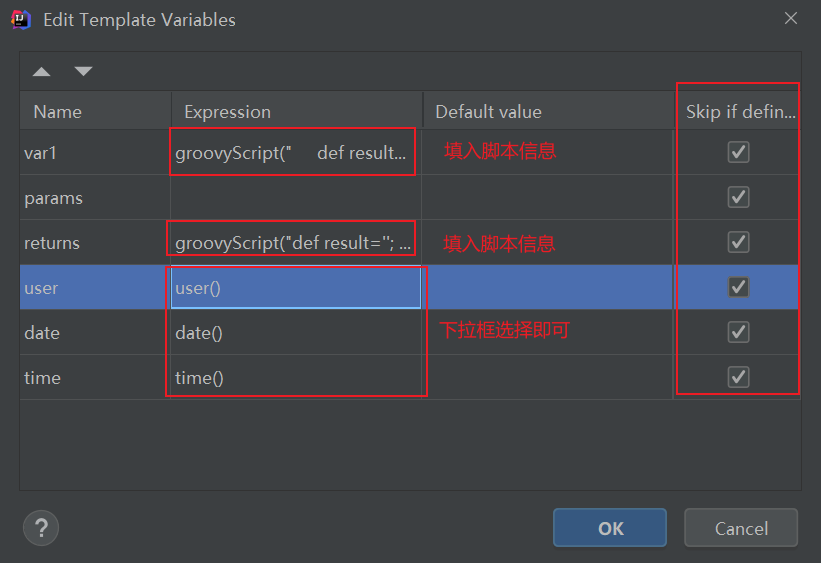 Edit Template Variables
Name Expression Default value Skip if defin...
var1 groovyScript("    def result... 填入脚本信息
params
returns groovyScript("def result=''; ... 填入脚本信息
user user()
date date() 下拉框选择即可
time time()
? OK Cancel